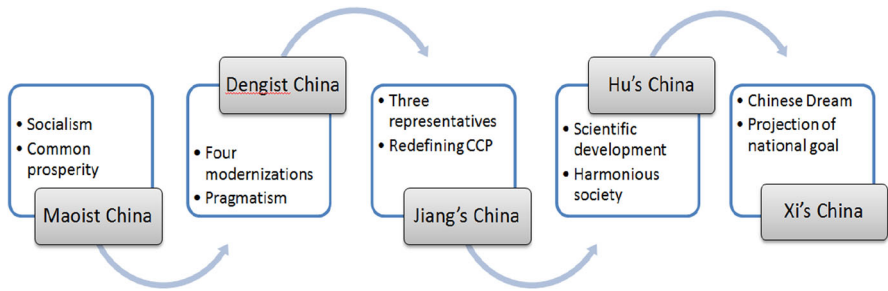 • Socialism
• Common
prosperity
Maoist China
Dengist China
• Four
modernizations
• Pragmatism
• Three
representatives
• Redefining CCP
Jiang's China
Hu's China
• Scientific
development
• Harmonious
society
• Chinese Dream
• Projection of
national goal
Xi's China